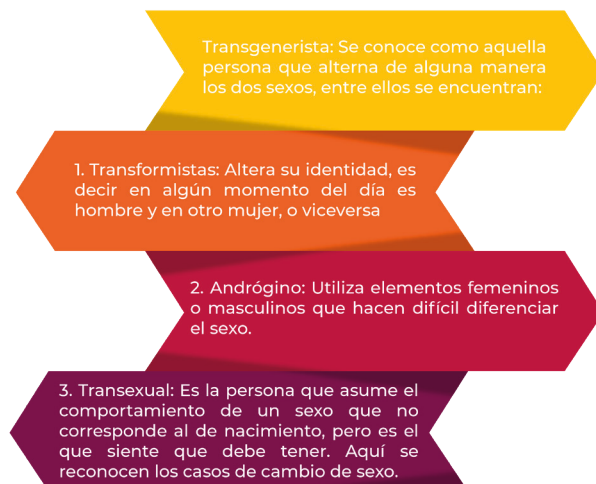 Transgenerista: Se conoce como aquella
persona que alterna de alguna manera
los dos sexos, entre ellos se encuentran:
1. Transformistas: Altera su identidad, es
decir en algún momento del día es
hombre y en otro mujer, o viceversa
2. Andrógino: Utiliza elementos femeninos
o masculinos que hacen difícil diferenciar
el sexo.
3. Transexual: Es la persona que asume el
comportamiento de un sexo que no
corresponde al de nacimiento, pero es el
que siente que debe tener. Aquí se
reconocen los casos de cambio de sexo.